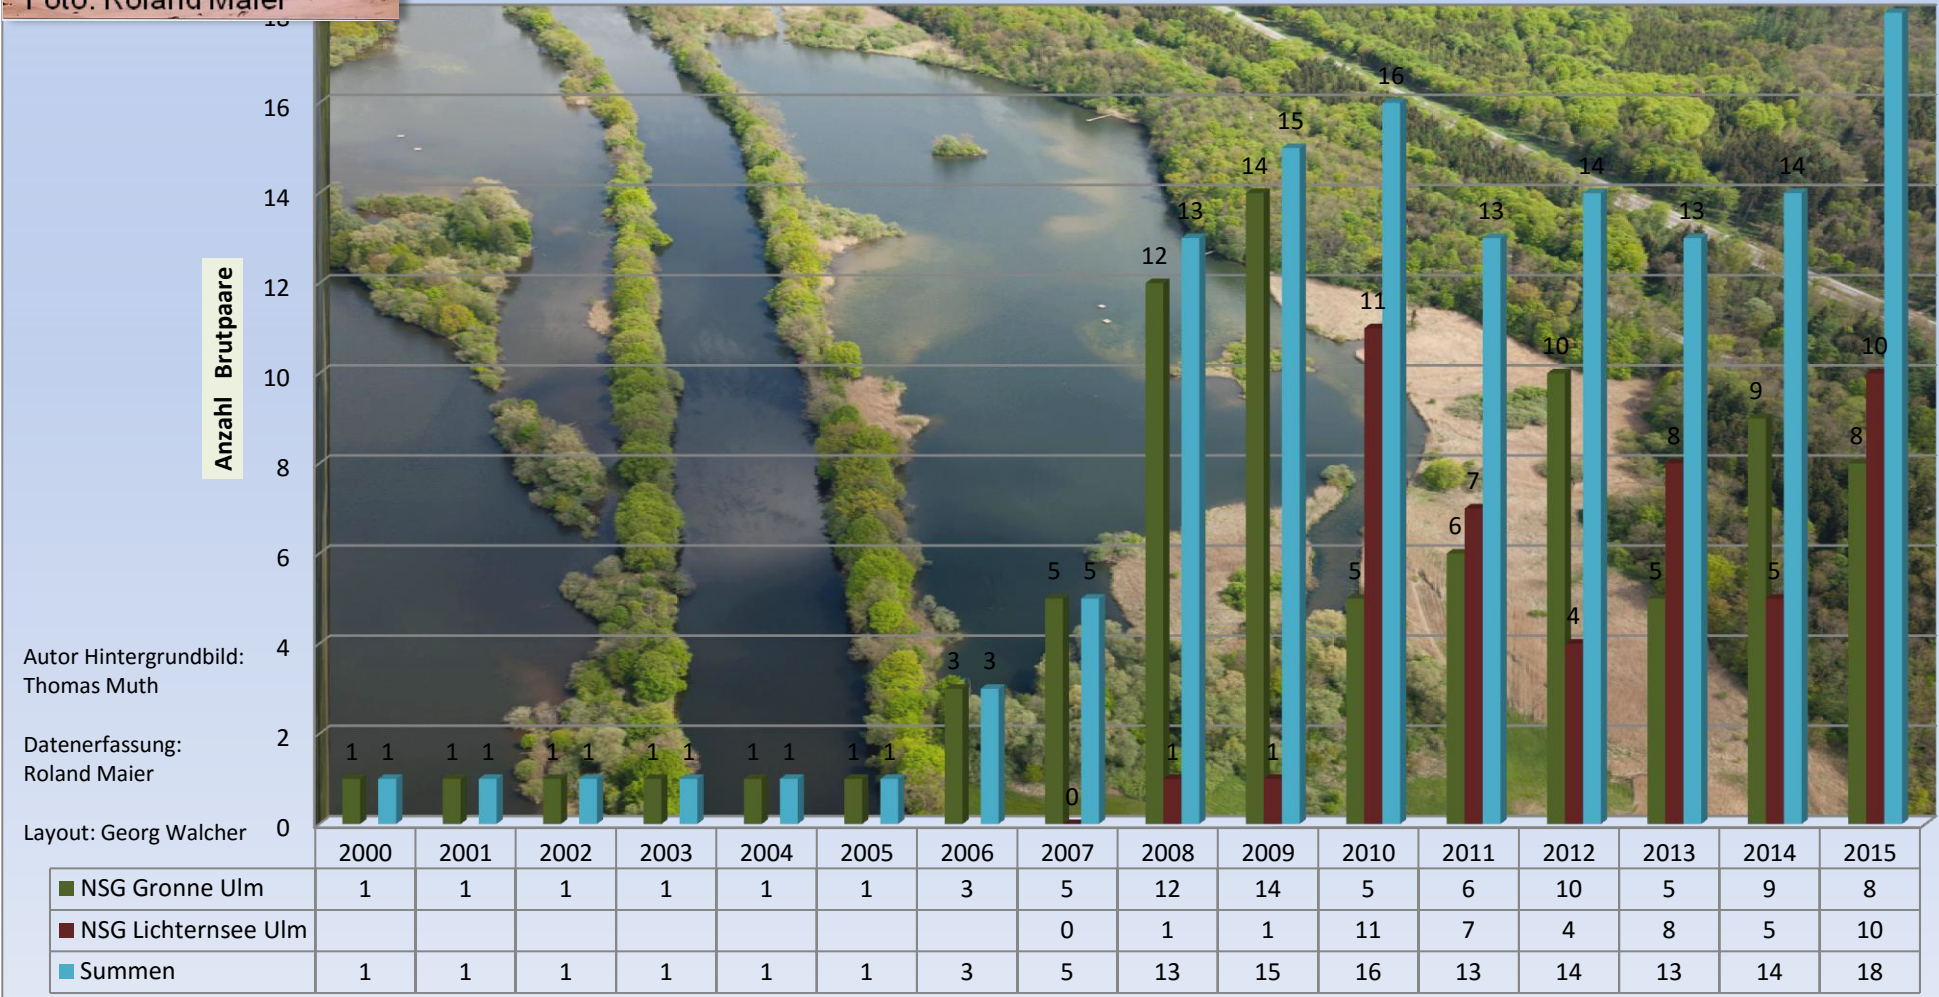 Foto: Roland Maier
18
16
14
12
10
8
6
4
2
0
Anzahl Brutpaare
Autor Hintergrundbild:
Thomas Muth
Datenerfassung:
Roland Maier
Layout: Georg Walcher
1 1 1 1 1 1 1 1 1 1 1 1 3 3 5 0 5 12 1 13 14 1 15 5 11 16 6 7 13 10 4 14 5 8 13 9 5 14 8 10
2000 2001 2002 2003 2004 2005 2006 2007 2008 2009 2010 2011 2012 2013 2014 2015
NSG Gronne Ulm 1 1 1 1 1 1 3 5 12 14 5 6 10 5 9 8
NSG Lichternsee Ulm 0 1 1 11 7 4 8 5 10
Summen 1 1 1 1 1 1 3 5 13 15 16 13 14 13 14 18